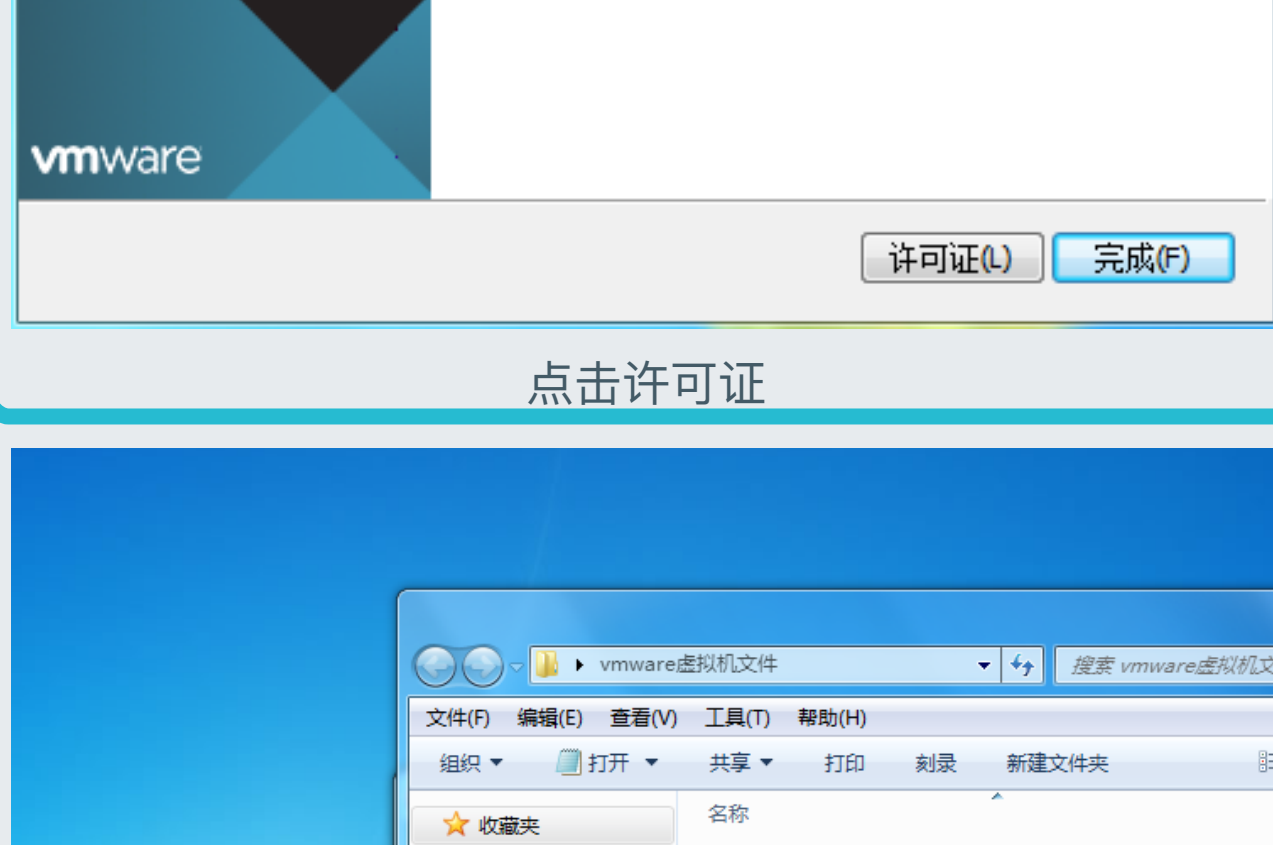 vmware
许可证(L) 完成(F)
点击许可证
vmware虚拟机文件 搜索 vmware虚拟机文
文件(F) 编辑(E) 查看(V) 工具(T) 帮助(H)
组织 打开 共享 打印 刻录 新建文件夹
收藏夹 名称